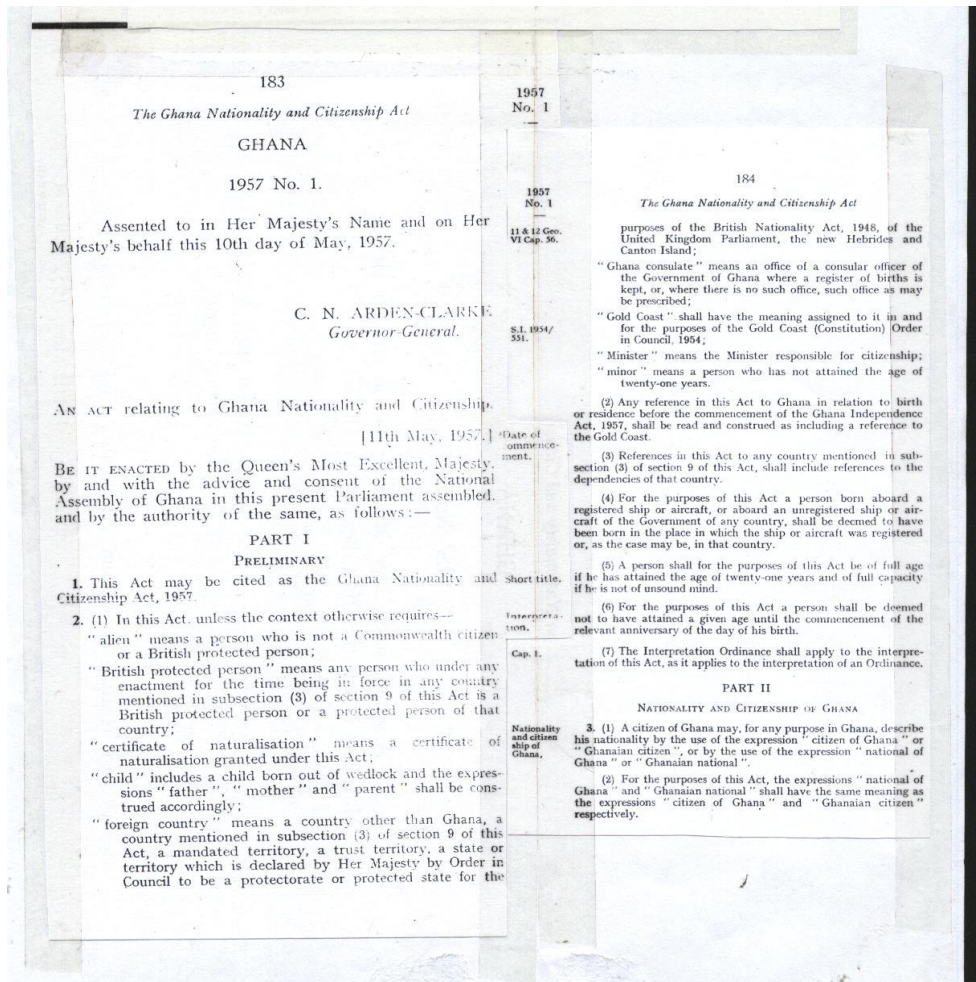 183
The Ghana Nationality and Citizenship Act
GHANA
1957 No. 1.
Assented to in Her Majesty's Name and on Her
Majesty's behalf this 10th day of May, 1957.
C. N. ARDEN-CLARKE
Governor-General.
AN ACT relating to Ghana Nationality and Citizenship.
[11th May, 1957.]
BE IT ENACTED by the Queen's Most Excellent, Majesty,
by and with the advice and consent of the National
Assembly of Ghana in this present Parliament assembled,
and by the authority of the same, as follows:—
PART I
PRELIMINARY
1. This Act may be cited as the Ghana Nationality and
Citizenship Act, 1957.
2. (1) In this Act, unless the context otherwise requires—
"alien" means a person who is not a Commonwealth citizen
or a British protected person;
"British protected person" means any person who under any
enactment for the time being in force in any country
mentioned in subsection (3) of section 9 of this Act is a
British protected person or a protected person of that
country;
"certificate of naturalisation" means a certificate of
naturalisation granted under this Act;
"child" includes a child born out of wedlock and the expres-
sions "father", "mother" and "parent" shall be cons-
trued accordingly;
"foreign country" means a country other than Ghana, a
country mentioned in subsection (3) of section 9 of this
Act, a mandated territory, a trust territory, a state or
territory which is declared by Her Majesty by Order in
Council to be a protectorate or protected state for the
1957
No. 1
1957
No. 1
11 & 12 Geo.
VI Cap. 56.
S.I. 1954/
551.
Date of
ommence-
ment.
Short title.
Interpreta-
tion.
Cap. 1.
Nationality
and citizen
ship of
Ghana,
184
The Ghana Nationality and Citizenship Act
purposes of the British Nationality Act, 1948, of the
United Kingdom Parliament, the new Hebrides and
Canton Island;
"Ghana consulate" means an office of a consular officer of
the Government of Ghana where a register of births is
kept, or, where there is no such office, such office as may
be prescribed;
"Gold Coast" shall have the meaning assigned to it in and
for the purposes of the Gold Coast (Constitution) Order
in Council, 1954;
"Minister" means the Minister responsible for citizenship;
"minor" means a person who has not attained the age of
twenty-one years.
(2) Any reference in this Act to Ghana in relation to birth
or residence before the commencement of the Ghana Independence
Act, 1957, shall be read and construed as including a reference to
the Gold Coast.
(3) References in this Act to any country mentioned in sub-
section (3) of section 9 of this Act, shall include references to the
dependencies of that country.
(4) For the purposes of this Act a person born aboard a
registered ship or aircraft, or aboard an unregistered ship or air-
craft of the Government of any country, shall be deemed to have
been born in the place in which the ship or aircraft was registered
or, as the case may be, in that country.
(5) A person shall for the purposes of this Act be of full age
if he has attained the age of twenty-one years and of full capacity
if he is not of unsound mind.
(6) For the purposes of this Act a person shall be deemed
not to have attained a given age until the commencement of the
relevant anniversary of the day of his birth.
(7) The Interpretation Ordinance shall apply to the interpre-
tation of this Act, as it applies to the interpretation of an Ordinance.
PART II
NATIONALITY AND CITIZENSHIP OF GHANA
3. (1) A citizen of Ghana may, for any purpose in Ghana, describe
his nationality by the use of the expression "citizen of Ghana" or
"Ghanaian citizen", or by the use of the expression "national of
Ghana" or "Ghanaian national".
(2) For the purposes of this Act, the expressions "national of
Ghana" and "Ghanaian national" shall have the same meaning as
the expressions "citizen of Ghana" and "Ghanaian citizen"
respectively.